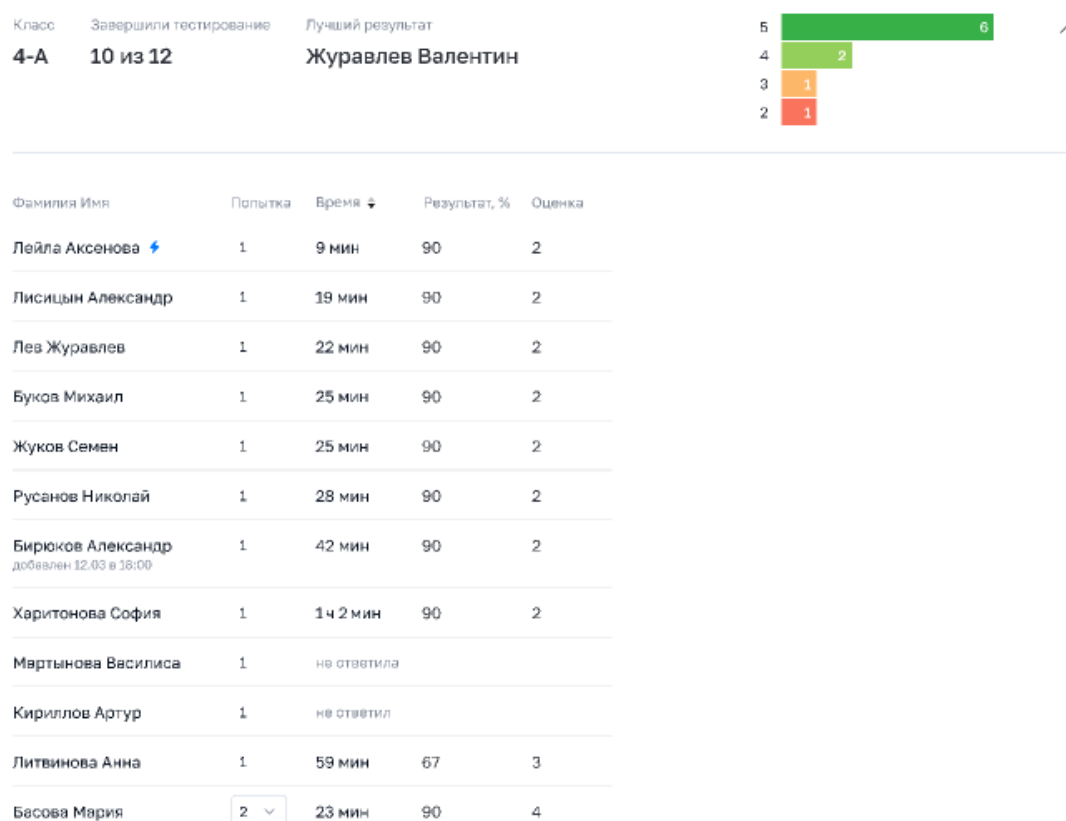 Класс Завершили тестирование Лучший результат
4-А 10 из 12 Журавлев Валентин
5 6
4 2
3 1
2 1
Фамилия Имя Попытка Время Результат, % Оценка
Лейла Аксенова 1 9 мин 90 2
Лисицын Александр 1 19 мин 90 2
Лев Журавлев 1 22 мин 90 2
Буков Михаил 1 25 мин 90 2
Жуков Семен 1 25 мин 90 2
Русанов Николай 1 28 мин 90 2
Бирюков Александр 1 42 мин 90 2
добавлен 12.03 в 18:00
Харитонова София 1 1 ч 2 мин 90 2
Мартынова Василиса 1 не ответила
Кириллов Артур 1 не ответил
Литвинова Анна 1 59 мин 67 3
Басова Мария 2 23 мин 90 4